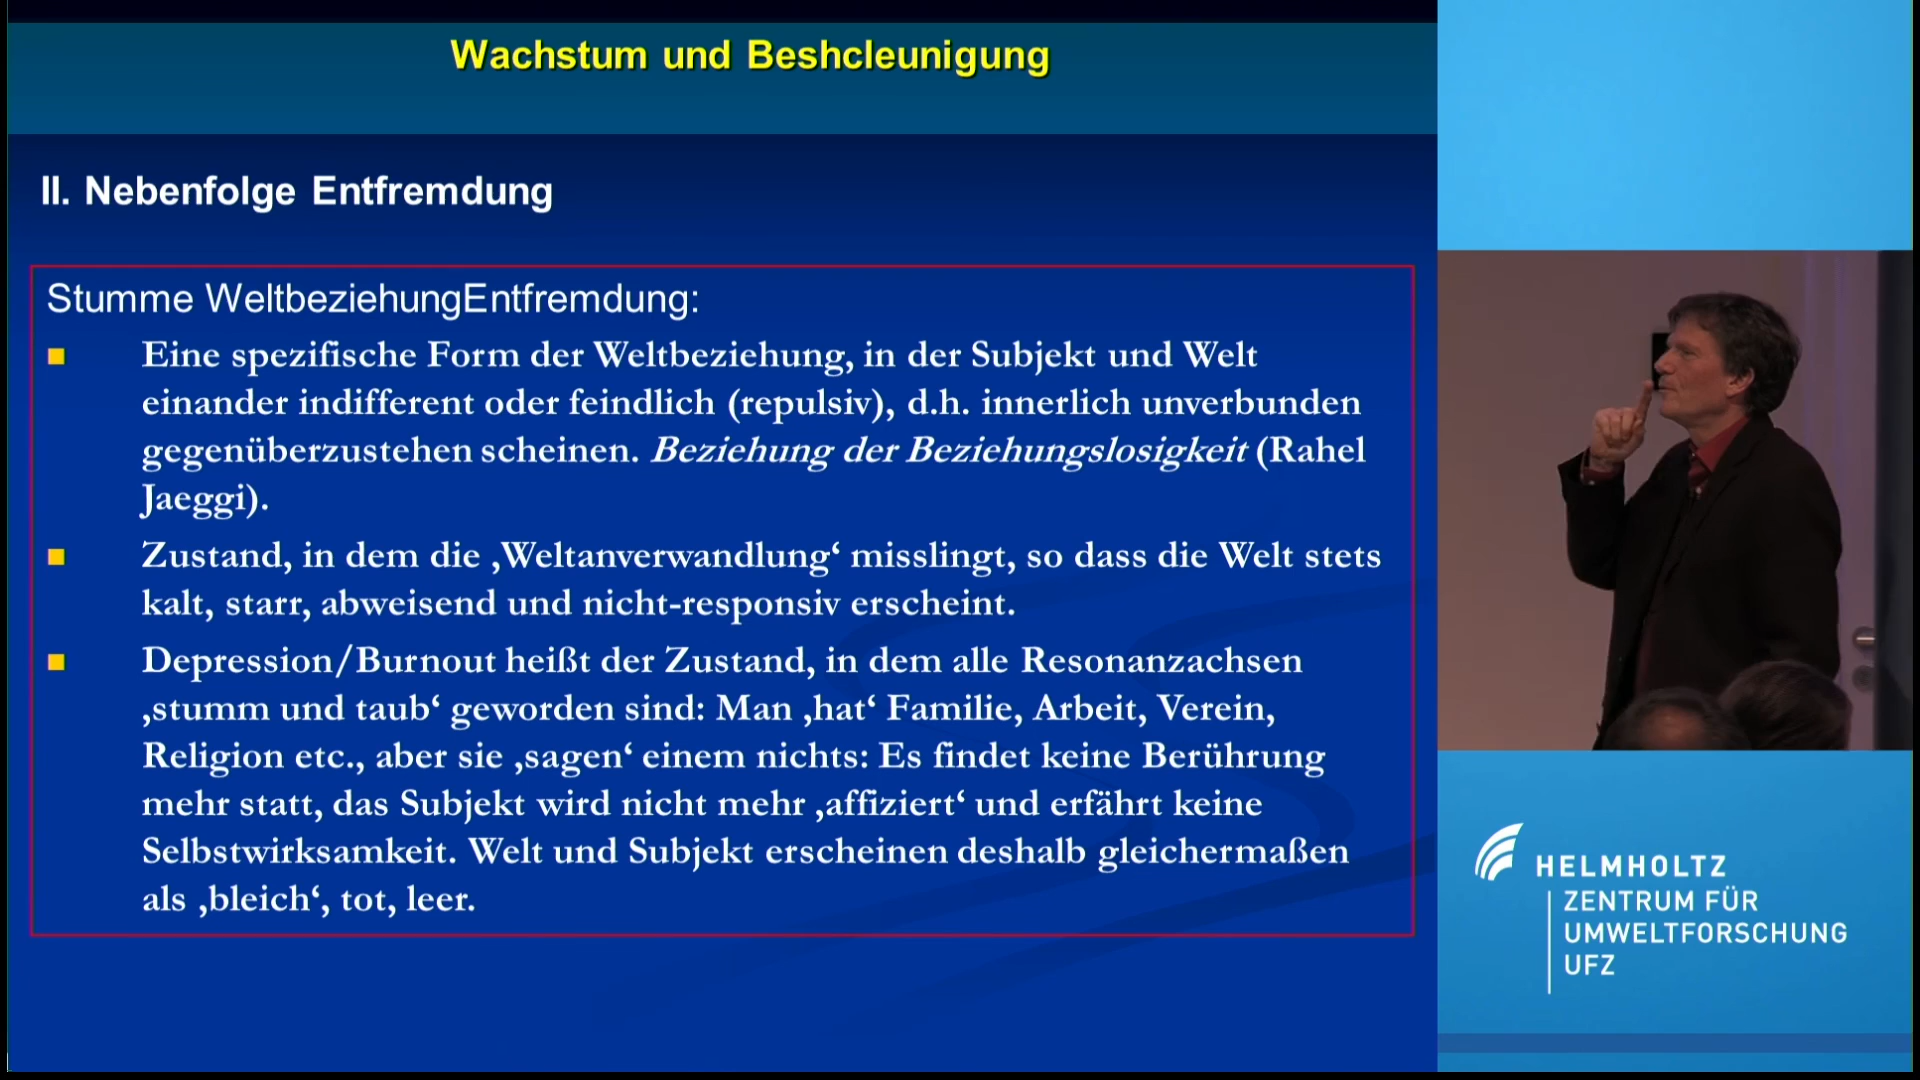 Wachstum und Beshcleunigung
II. Nebenfolge Entfremdung
Stumme WeltbeziehungEntfremdung:
Eine spezifische Form der Weltbeziehung, in der Subjekt und Welt
einander indifferent oder feindlich (repulsiv), d.h. innerlich unverbunden
gegenüberzustehen scheinen. Beziehung der Beziehungslosigkeit (Rahel
Jaeggi).
Zustand, in dem die ‚Weltanverwandlung‘ misslingt, so dass die Welt stets
kalt, starr, abweisend und nicht-responsiv erscheint.
Depression/Burnout heißt der Zustand, in dem alle Resonanzachsen
‚stumm und taub‘ geworden sind: Man ‚hat‘ Familie, Arbeit, Verein,
Religion etc., aber sie ‚sagen‘ einem nichts: Es findet keine Berührung
mehr statt, das Subjekt wird nicht mehr ‚affiziert‘ und erfährt keine
Selbstwirksamkeit. Welt und Subjekt erscheinen deshalb gleichermaßen
als ‚bleich‘, tot, leer.
HELMHOLTZ
ZENTRUM FÜR
UMWELTFORSCHUNG
UFZ